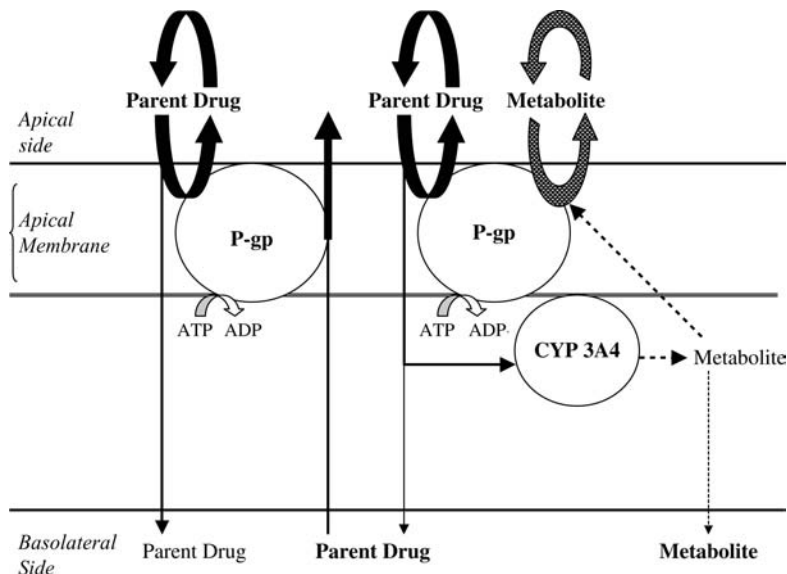 Parent Drug
Parent Drug
Metabolite
Apical
side
Apical
Membrane
P-gp
P-gp
ATP ADP
ATP ADP.
CYP 3A4
Metabolite
Basolateral
Side
Parent Drug
Parent Drug
Metabolite